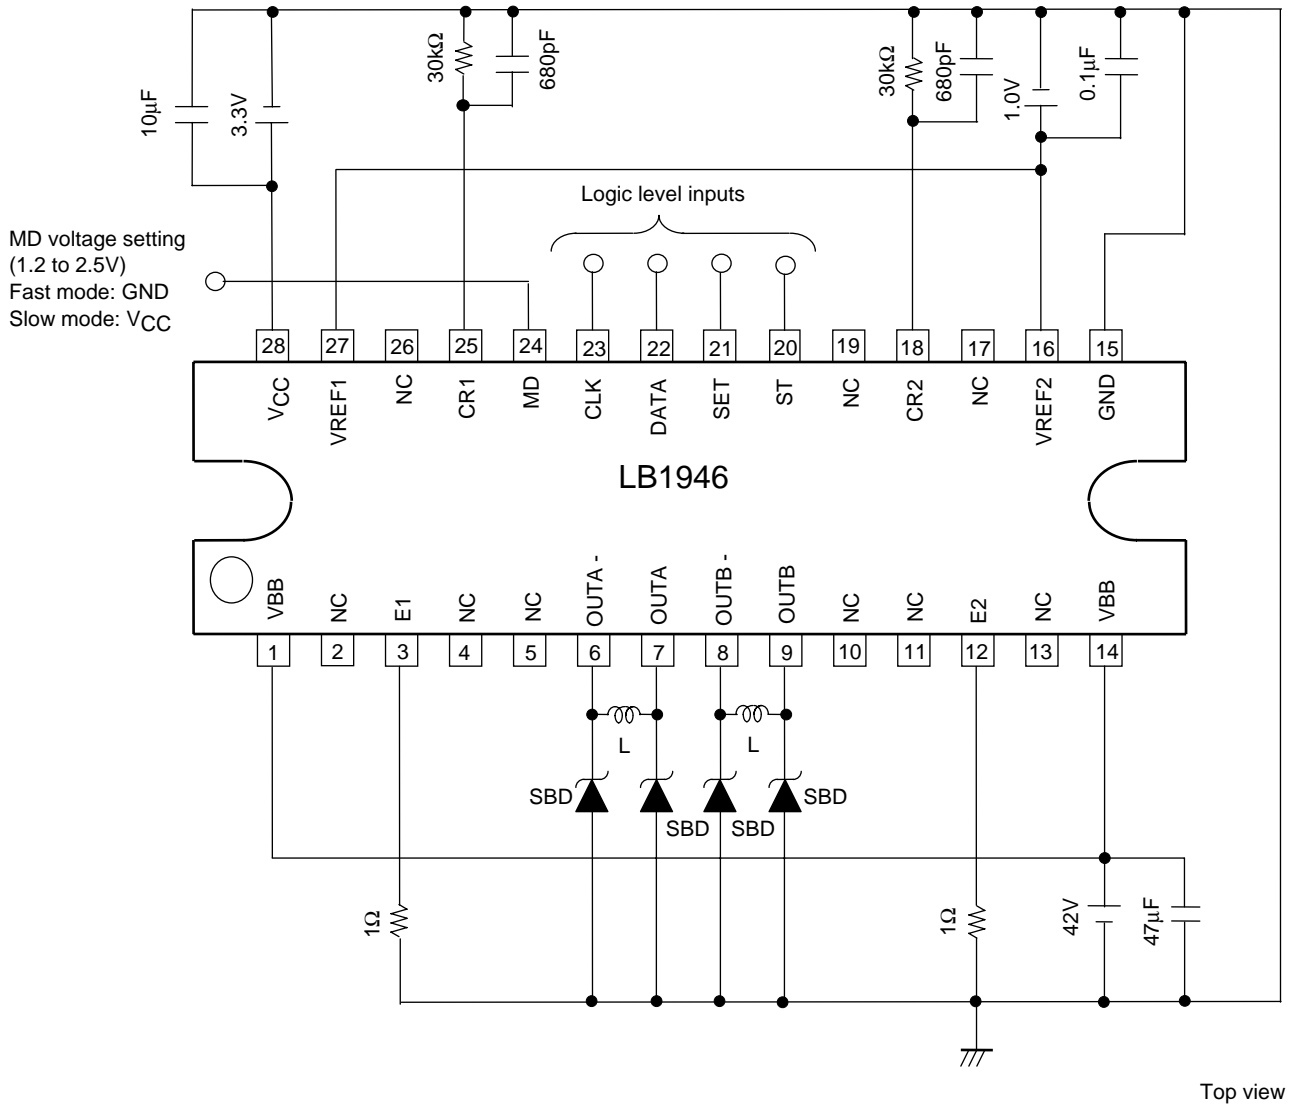 10µF
3.3V
30kΩ
680pF
30kΩ
680pF
1.0V
0.1µF
Logic level inputs
MD voltage setting
(1.2 to 2.5V)
Fast mode: GND
Slow mode: VCC
28 27 26 25 24 23 22 21 20 19 18 17 16 15
VCC VREF1 NC CR1 MD CLK DATA SET ST NC CR2 NC VREF2 GND
LB1946
VBB NC E1 NC NC OUTA - OUTA OUTB - OUTB NC NC E2 NC VBB
1 2 3 4 5 6 7 8 9 10 11 12 13 14
L L
SBD SBD SBD SBD
1Ω
1Ω
42V
47µF
Top view